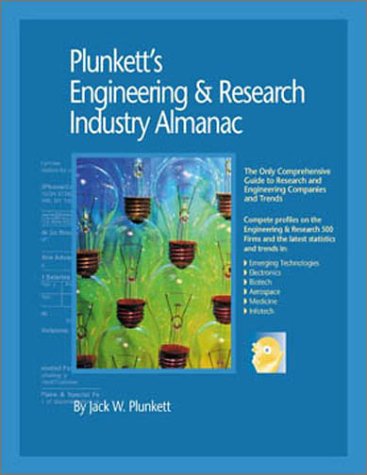 Plunkett's
Engineering & Research
Industry Almanac
The Only Comprehensive
Guide to Research and
Engineering Companies
and Trends
Compete profiles on the
Engineering & Research 500
Firms and the latest statistics
and trends in:
Emerging Technologies
Electronics
Biotech
Aerospace
Medicine
Infotech
By Jack W. Plunkett